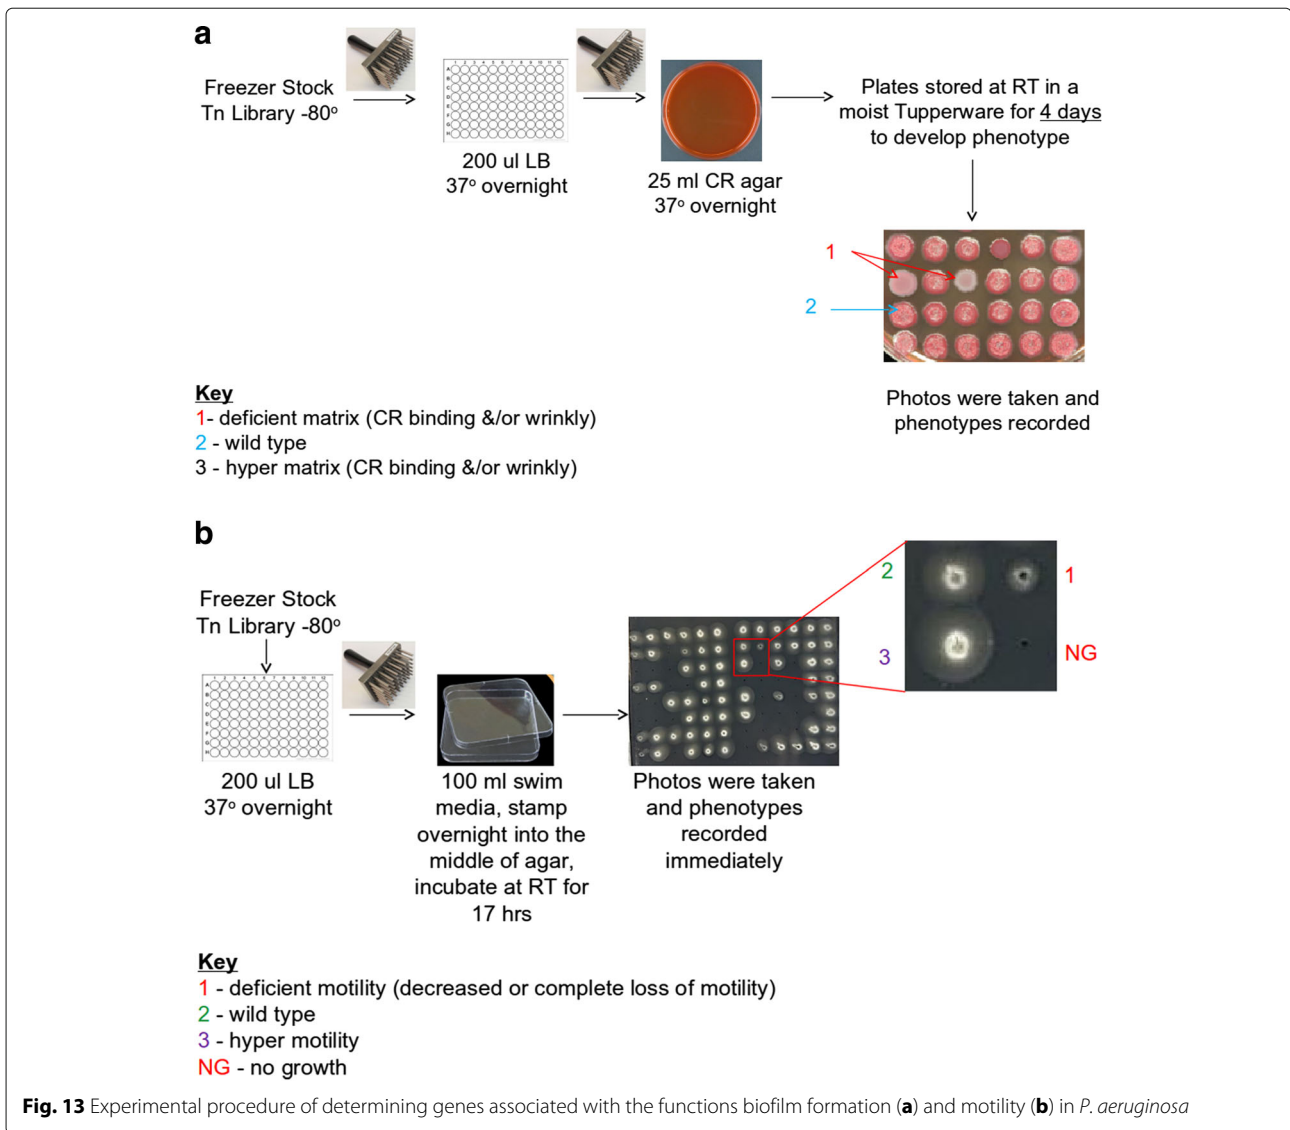 a
Freezer Stock
Tn Library -80°
200 ul LB
37° overnight
25 ml CR agar
37° overnight
Plates stored at RT in a
moist Tupperware for 4 days
to develop phenotype
1
2
Photos were taken and
phenotypes recorded
Key
1- deficient matrix (CR binding &/or wrinkly)
2 - wild type
3 - hyper matrix (CR binding &/or wrinkly)
b
Freezer Stock
Tn Library -80°
200 ul LB
37° overnight
100 ml swim
media, stamp
overnight into the
middle of agar,
incubate at RT for
17 hrs
Photos were taken
and phenotypes
recorded
immediately
2
1
3
NG
Key
1 - deficient motility (decreased or complete loss of motility)
2 - wild type
3 - hyper motility
NG - no growth
Fig. 13 Experimental procedure of determining genes associated with the functions biofilm formation (a) and motility (b) in P. aeruginosa